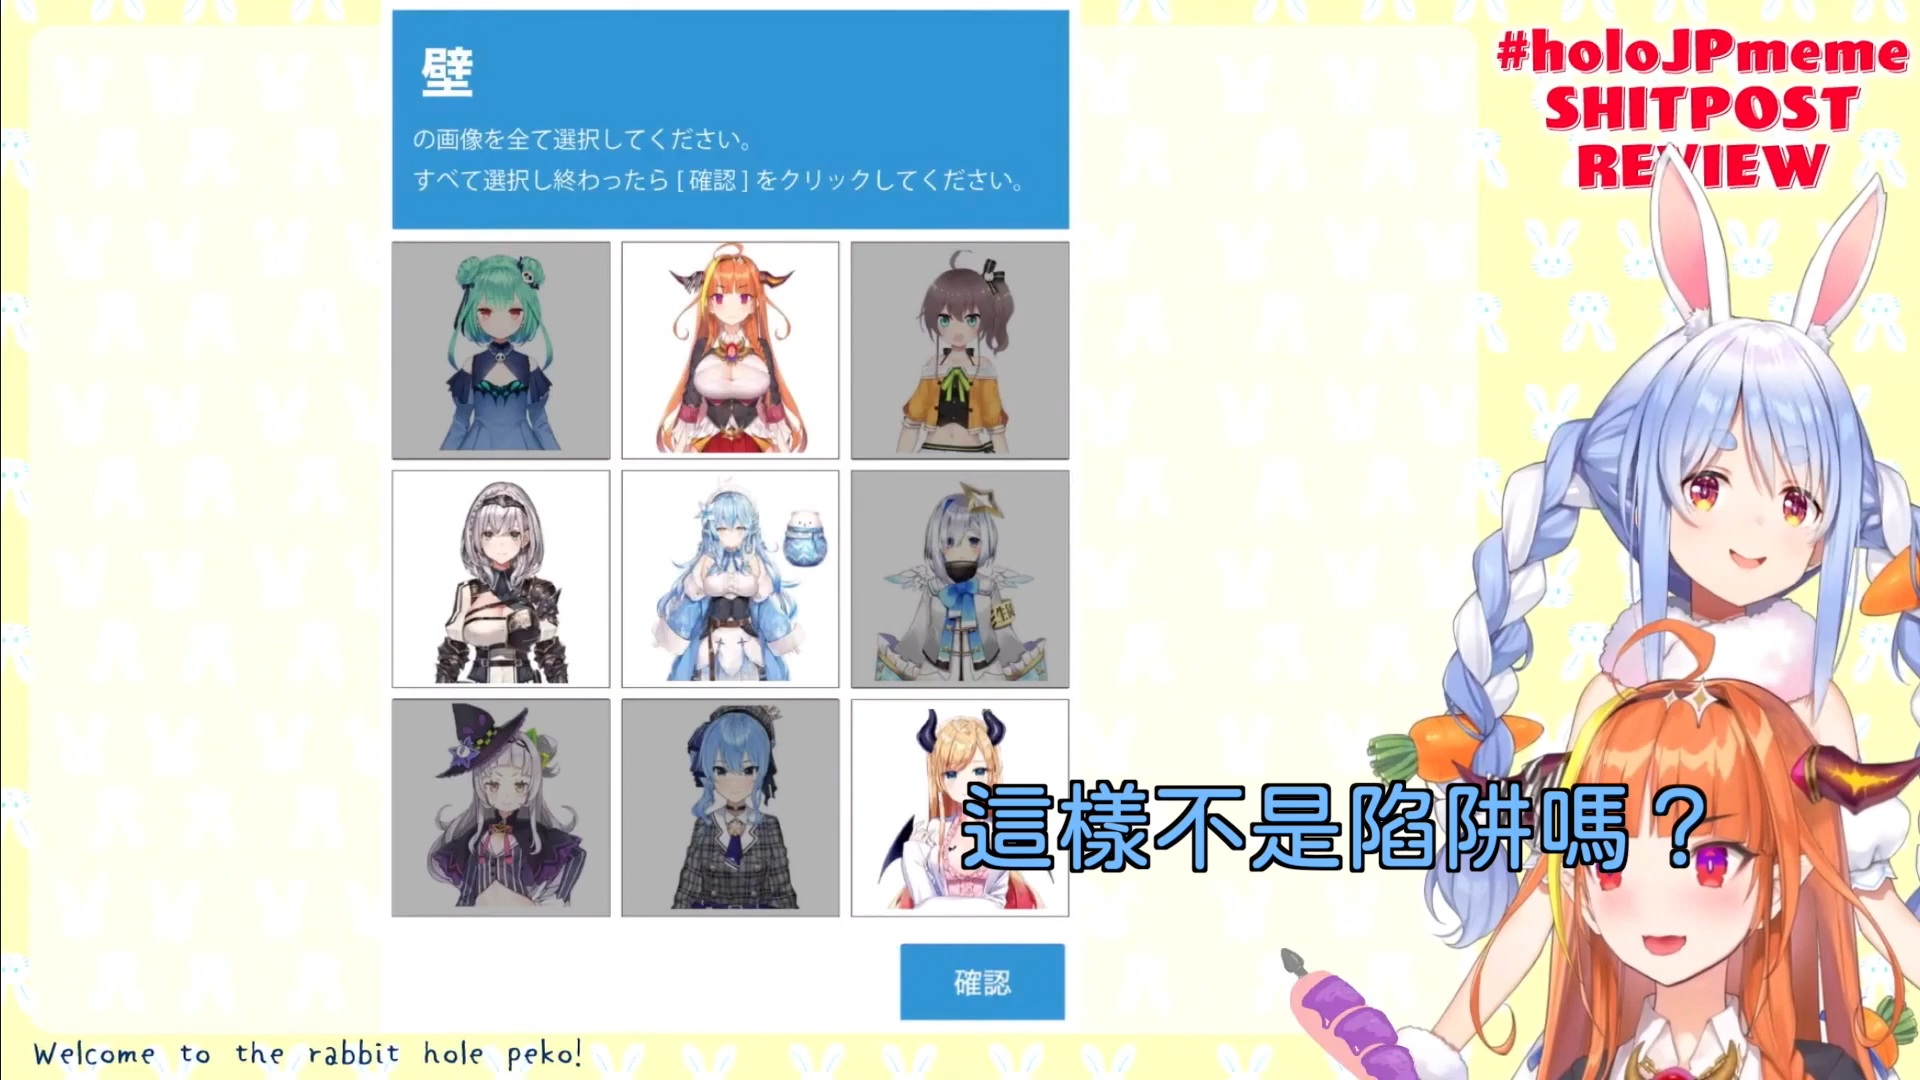 壁
の画像を全て選択してください。
すべて選択し終わったら [ 確認 ] をクリックしてください。
#holoJPmeme
SHITPOST
REVIEW
這樣不是陷阱嗎？
確認
Welcome to the rabbit hole peko!